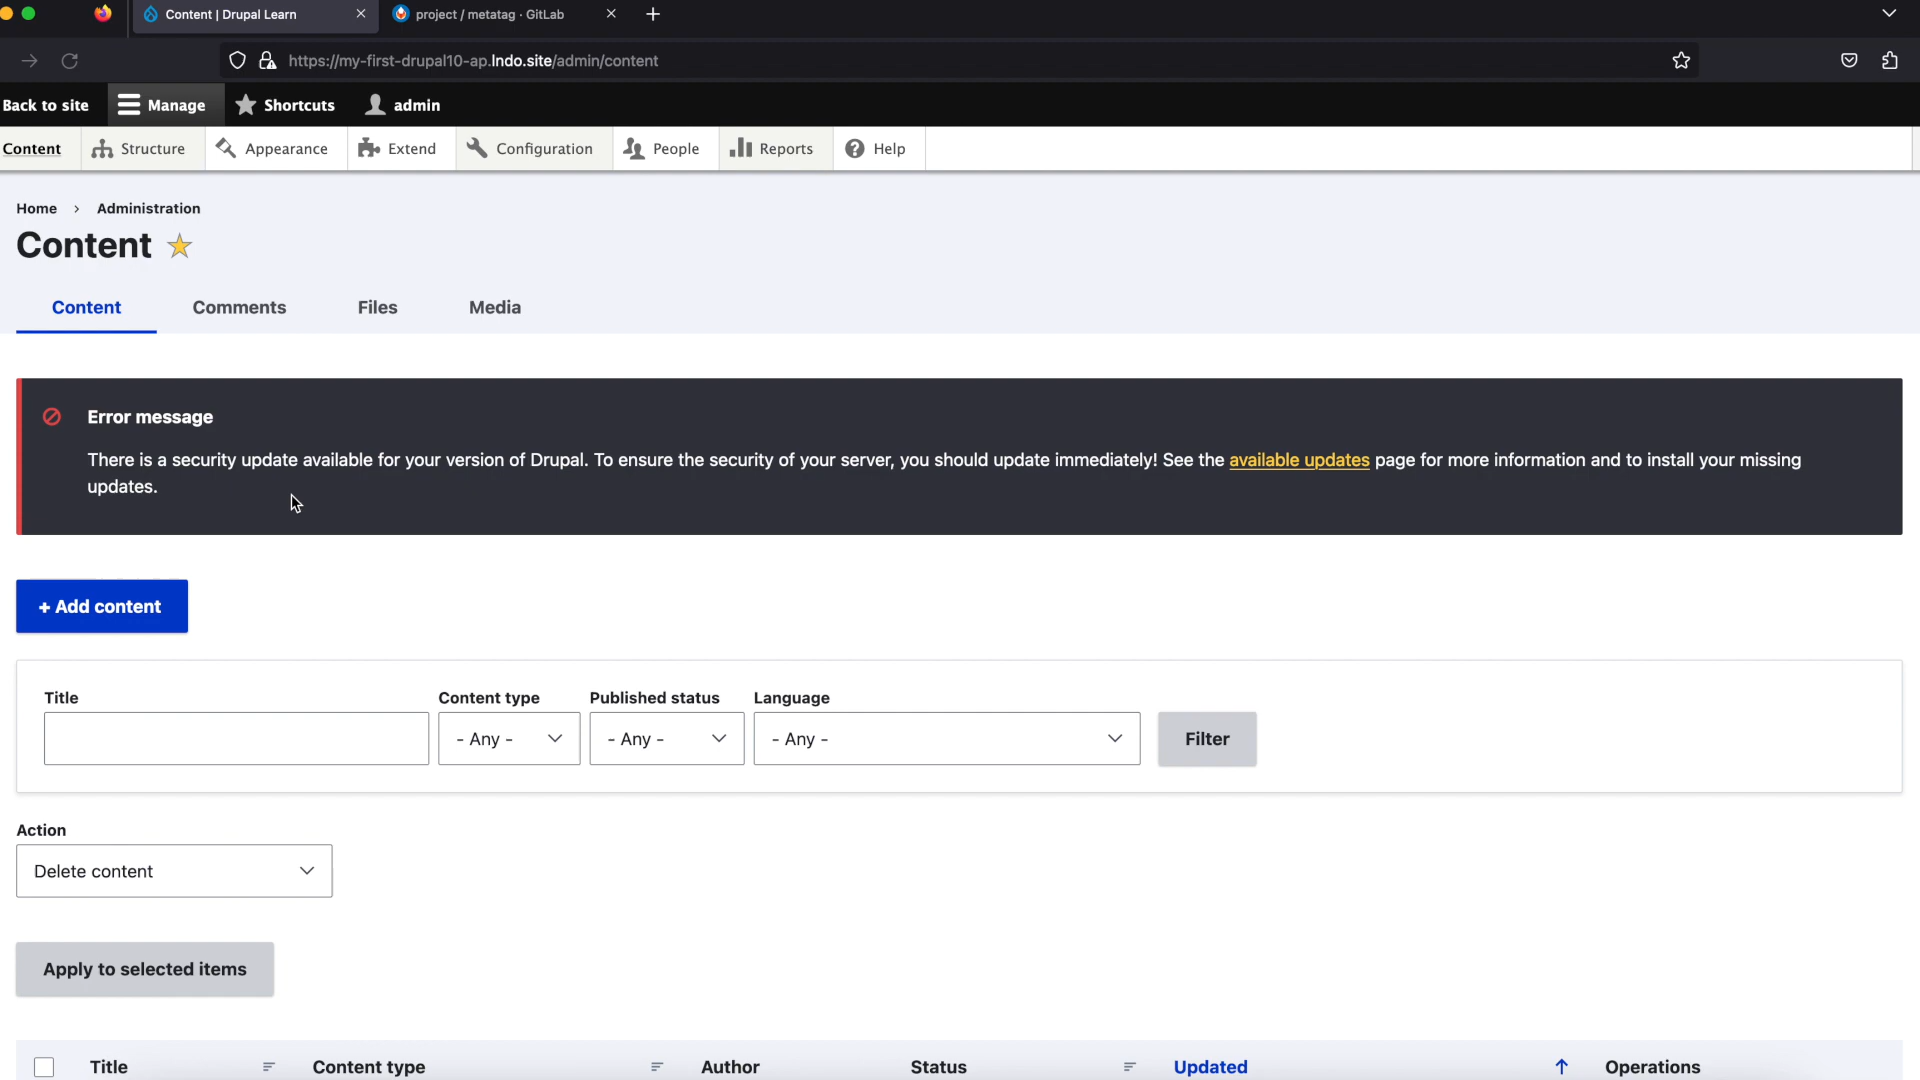 Content | Drupal Learn
project / metatag · GitLab
https://my-first-drupal10-ap.lndo.site/admin/content
Back to site Manage Shortcuts admin
Content Structure Appearance Extend Configuration People Reports Help
Home > Administration
Content
Content Comments Files Media
Error message
There is a security update available for your version of Drupal. To ensure the security of your server, you should update immediately! See the available updates page for more information and to install your missing
updates.
+ Add content
Title Content type Published status Language
- Any - - Any - - Any - Filter
Action
Delete content
Apply to selected items
Title Content type Author Status Updated Operations